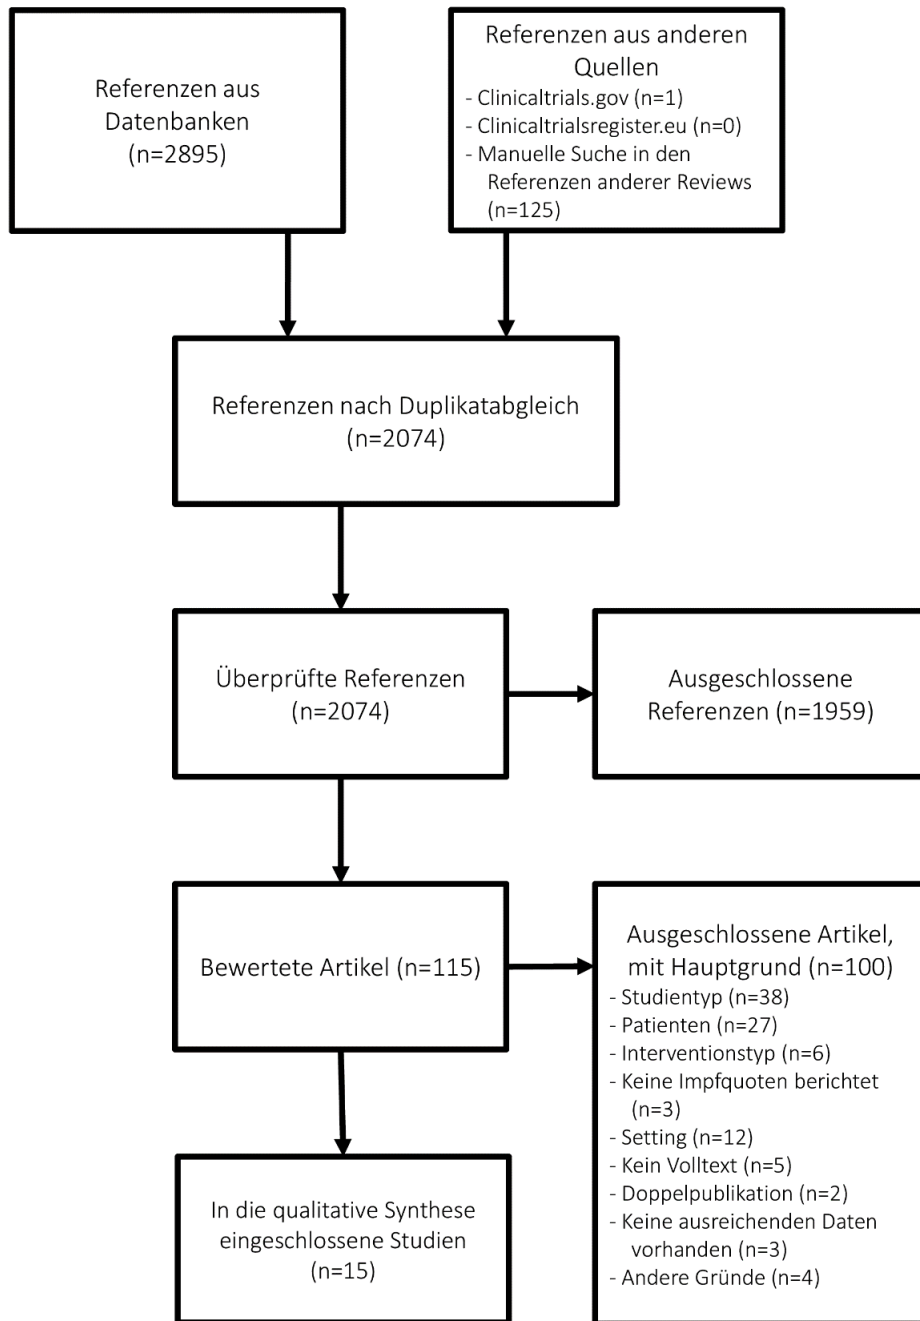 Referenzen aus
Datenbanken
(n=2895)
Referenzen aus anderen
Quellen
- Clinicaltrials.gov (n=1)
- Clinicaltrialsregister.eu (n=0)
- Manuelle Suche in den
Referenzen anderer Reviews
(n=125)
Referenzen nach Duplikatabgleich
(n=2074)
Überprüfte Referenzen
(n=2074)
Ausgeschlossene
Referenzen (n=1959)
Bewertete Artikel (n=115)
Ausgeschlossene Artikel,
mit Hauptgrund (n=100)
- Studientyp (n=38)
- Patienten (n=27)
- Interventionstyp (n=6)
- Keine Impfquoten berichtet
(n=3)
- Setting (n=12)
- Kein Volltext (n=5)
- Doppelpublikation (n=2)
- Keine ausreichenden Daten
vorhanden (n=3)
- Andere Gründe (n=4)
In die qualitative Synthese
eingeschlossene Studien
(n=15)